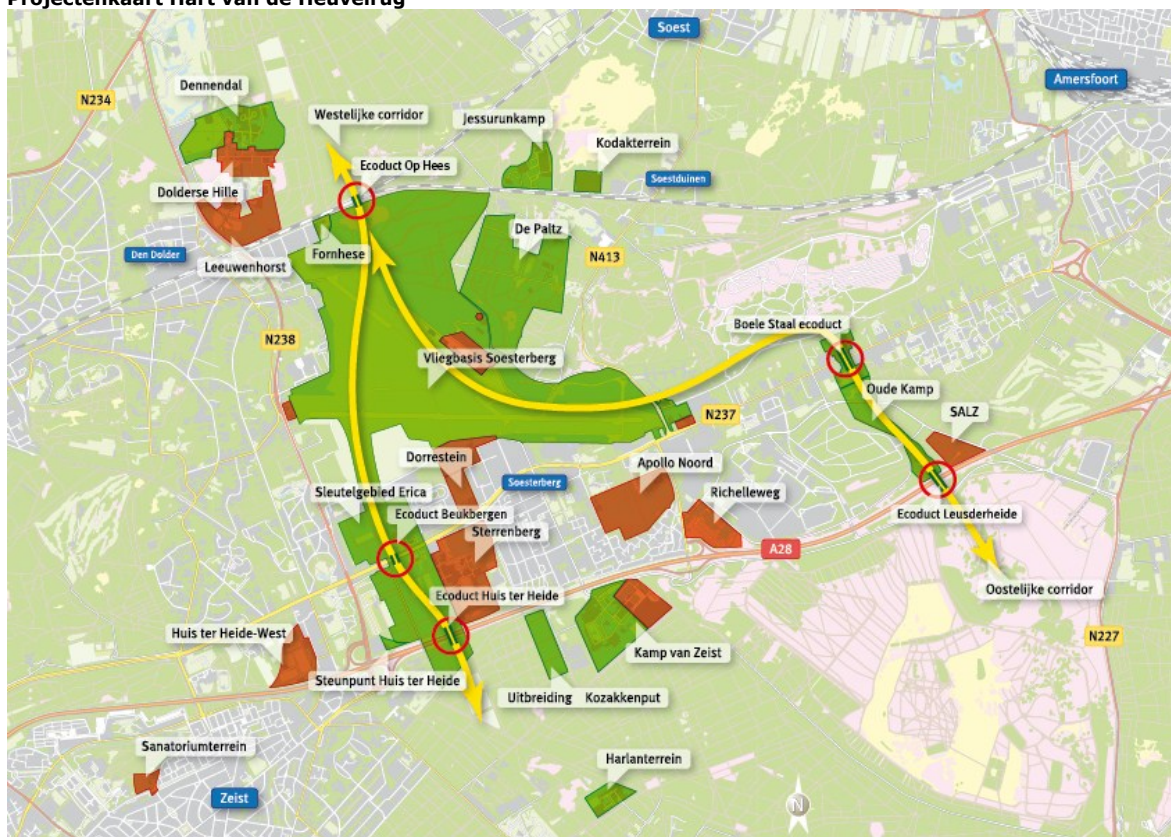 Projectenkaart Hart van de Heuvelrug
Soest
Amersfoort
Dennendal
N234
Westelijke corridor
Jessurunkamp
Kodakterrein
Ecoduct Op Hees
Soestduinen
Dolderse Hille
De Paltz
Den Dolder
Fornhese
N413
Leeuwenhorst
Boele Staal ecoduct
N238
Vliegbasis Soesterberg
Oude Kamp
N237
SALZ
Dorrestein
Apollo Noord
Soesterberg
Sleutelgebied Erica
Richelleweg
Ecoduct Beukbergen
Ecoduct Leusderheide
Sterrenberg
A28
Oostelijke corridor
Ecoduct Huis ter Heide
Huis ter Heide-West
N227
Kamp van Zeist
Steunpunt Huis ter Heide
Uitbreiding Kozakkenput
Sanatoriumterrein
Harlanterrein
Zeist
N